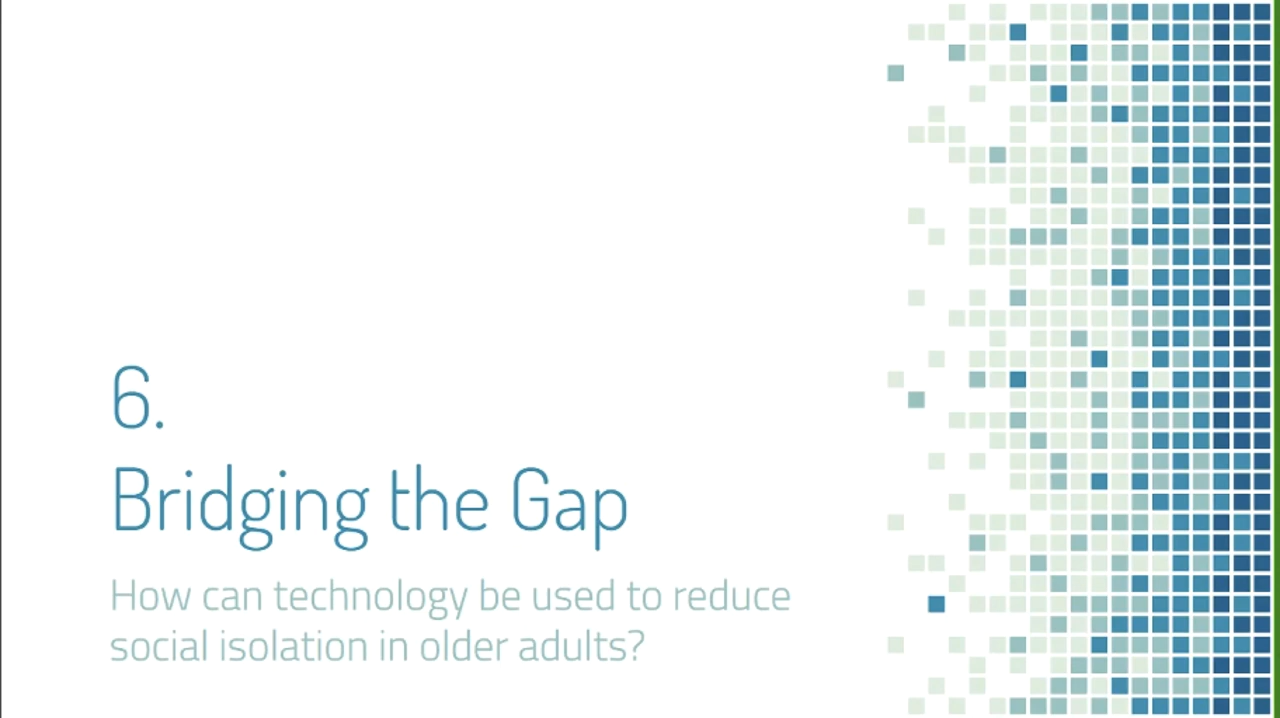 6.
Bridging the Gap
How can technology be used to reduce
social isolation in older adults?